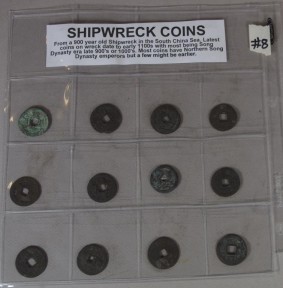 SHIPWRECK COINS
#8
From a 900 year old Shipwreck in the South China Sea, Latest
coins on wreck date to early 1100s with most being Song
Dynasty era late 900's or 1000's. Most coins have Northern Song
Dynasty emperors but a few might be earlier.